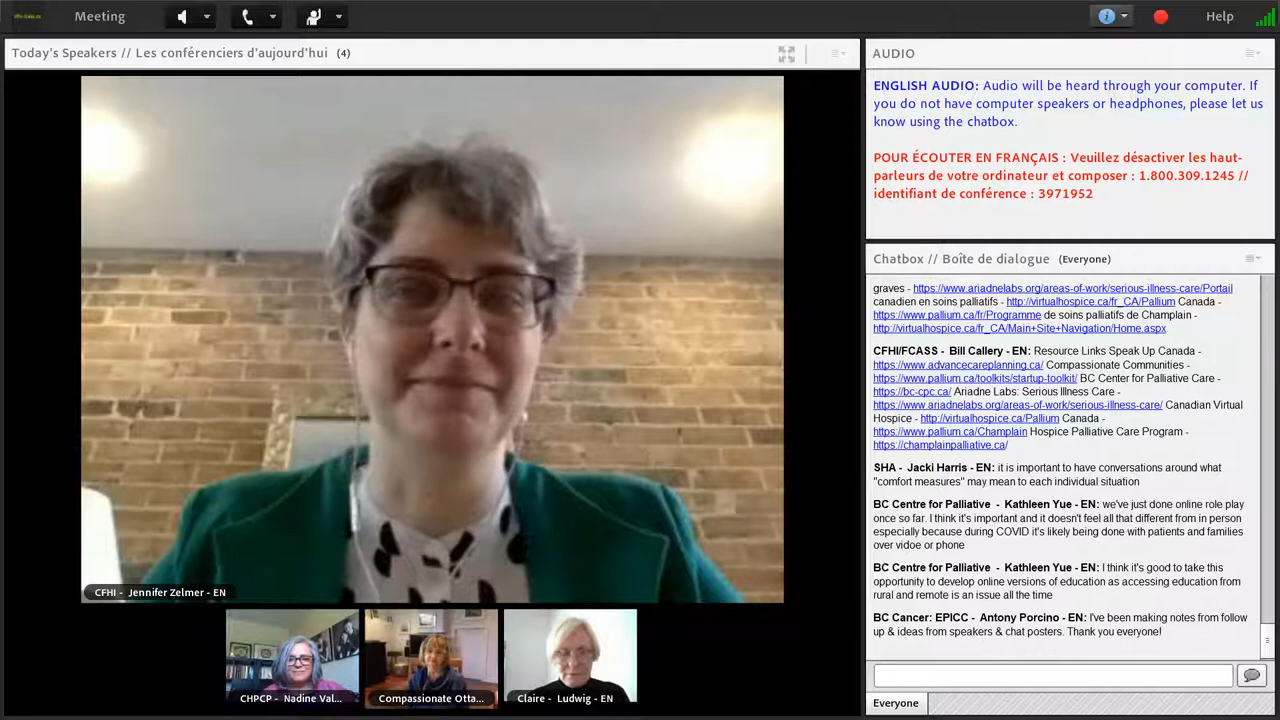 Meeting
Help
Today's Speakers // Les conférenciers d'aujourd'hui (4)
CFHI - Jennifer Zelmer - EN
CHPCP - Nadine Val...
Compassionate Otta...
Claire - Ludwig - EN
AUDIO
ENGLISH AUDIO: Audio will be heard through your computer. If
you do not have computer speakers or headphones, please let us
know using the chatbox.
POUR ÉCOUTER EN FRANÇAIS : Veuillez désactiver les haut-
parleurs de votre ordinateur et composer : 1.800.309.1245 //
identifiant de conférence : 3971952
Chatbox // Boîte de dialogue (Everyone)
graves - https://www.ariadnelabs.org/areas-of-work/serious-illness-care/Portail
canadien en soins palliatifs - http://virtualhospice.ca/fr_CA/Pallium Canada -
https://www.pallium.ca/fr/Programme de soins palliatifs de Champlain -
http://virtualhospice.ca/fr_CA/Main+Site+Navigation/Home.aspx
CFHI/FCASS - Bill Callery - EN: Resource Links Speak Up Canada -
https://www.advancecareplanning.ca/ Compassionate Communities -
https://www.pallium.ca/toolkits/startup-toolkit/ BC Center for Palliative Care -
https://bc-cpc.ca/ Ariadne Labs: Serious Illness Care -
https://www.ariadnelabs.org/areas-of-work/serious-illness-care/ Canadian Virtual
Hospice - http://virtualhospice.ca/Pallium Canada -
https://www.pallium.ca/Champlain Hospice Palliative Care Program -
https://champlainpalliative.ca/
SHA - Jacki Harris - EN: it is important to have conversations around what
"comfort measures" may mean to each individual situation
BC Centre for Palliative - Kathleen Yue - EN: we've just done online role play
once so far. I think it's important and it doesn't feel all that different from in person
especially because during COVID it's likely being done with patients and families
over vidoe or phone
BC Centre for Palliative - Kathleen Yue - EN: I think it's good to take this
opportunity to develop online versions of education as accessing education from
rural and remote is an issue all the time
BC Cancer: EPICC - Antony Porcino - EN: I've been making notes from follow
up & ideas from speakers & chat posters. Thank you everyone!
Everyone